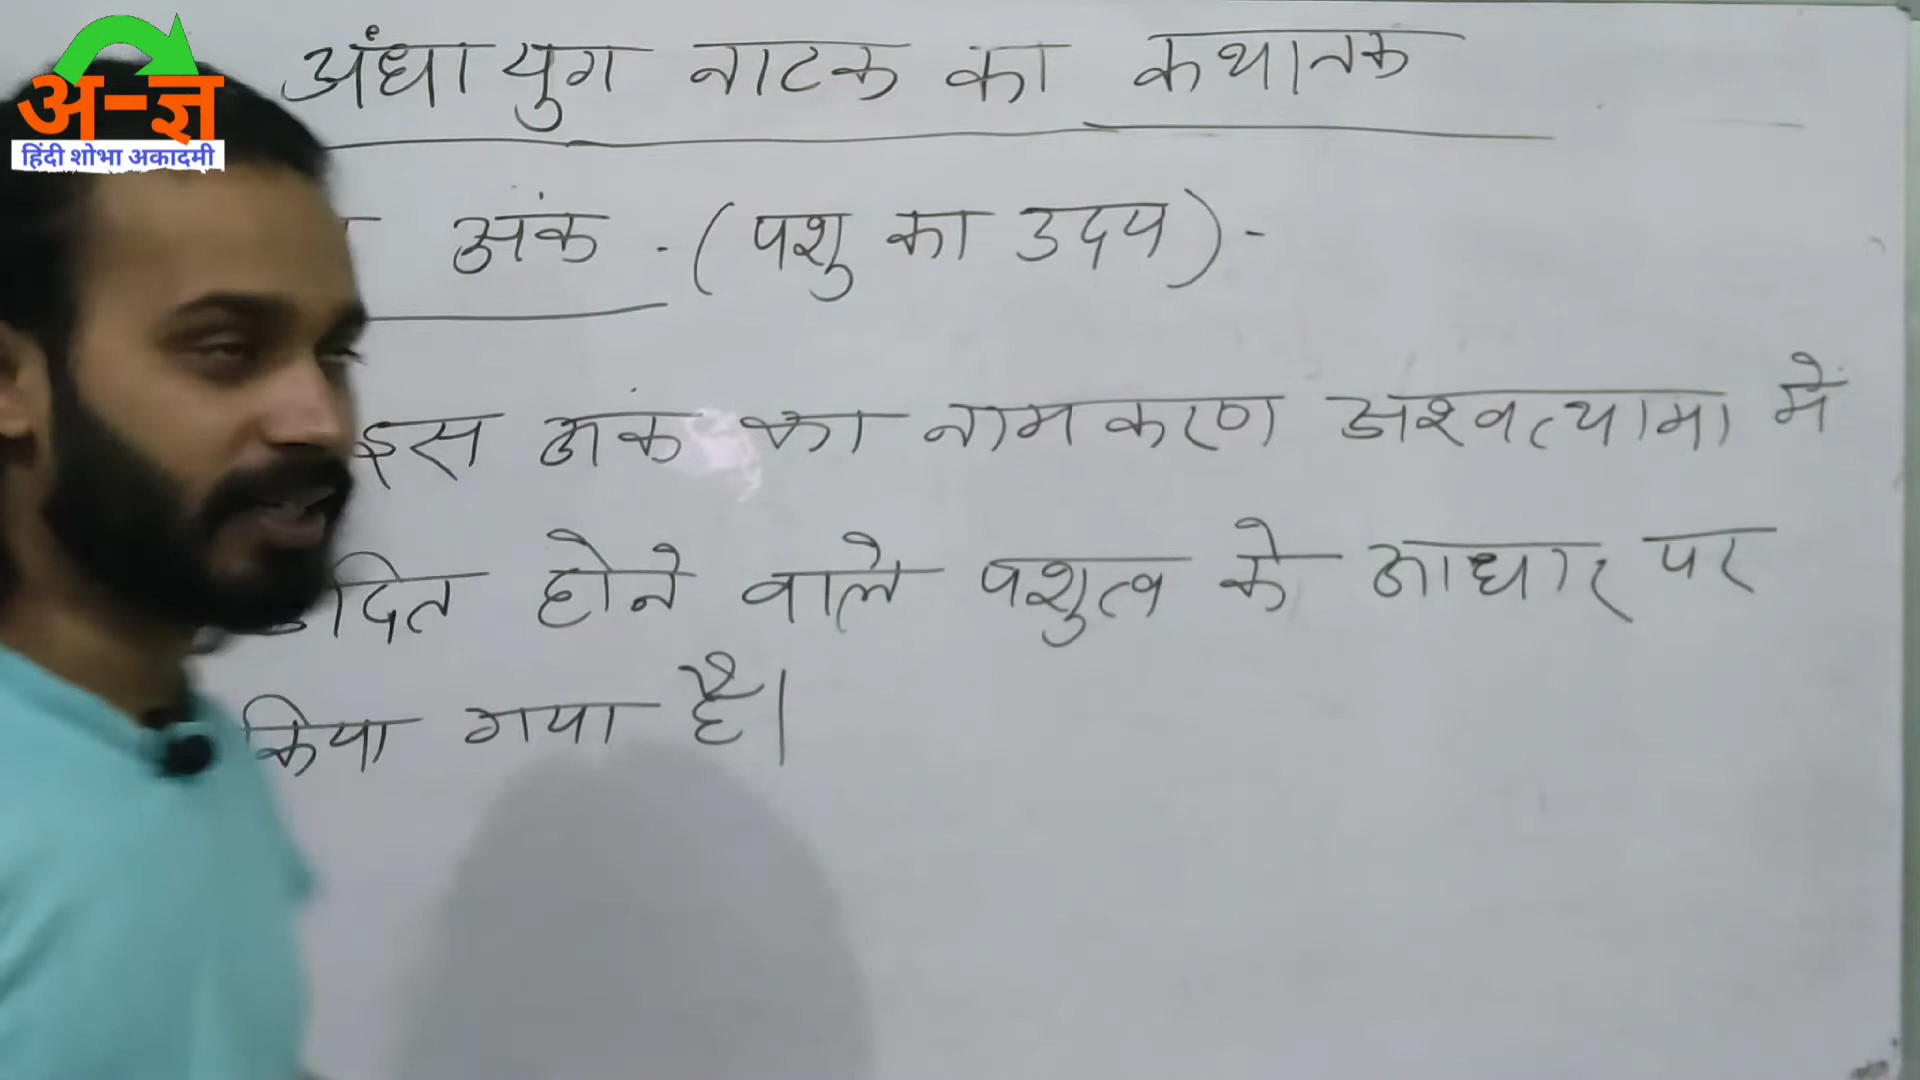 अ-ज्ञ
हिंदी शोभा अकादमी
अंधा युग नाटक का कथानक
अंक - (पशु का उदय) -
इस अंक का नामकरण अश्वत्थामा में
होने वाले पशुत्व के आधार पर
किया गया है।